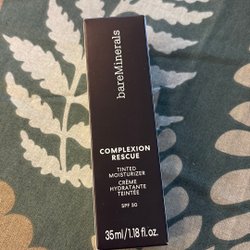 bareMinerals
COMPLEXION
RESCUE
TINTED
MOISTURIZER
CRÈME
HYDRATANTE
TEINTÉE
SPF 30
35ml/1.18 fl.oz.